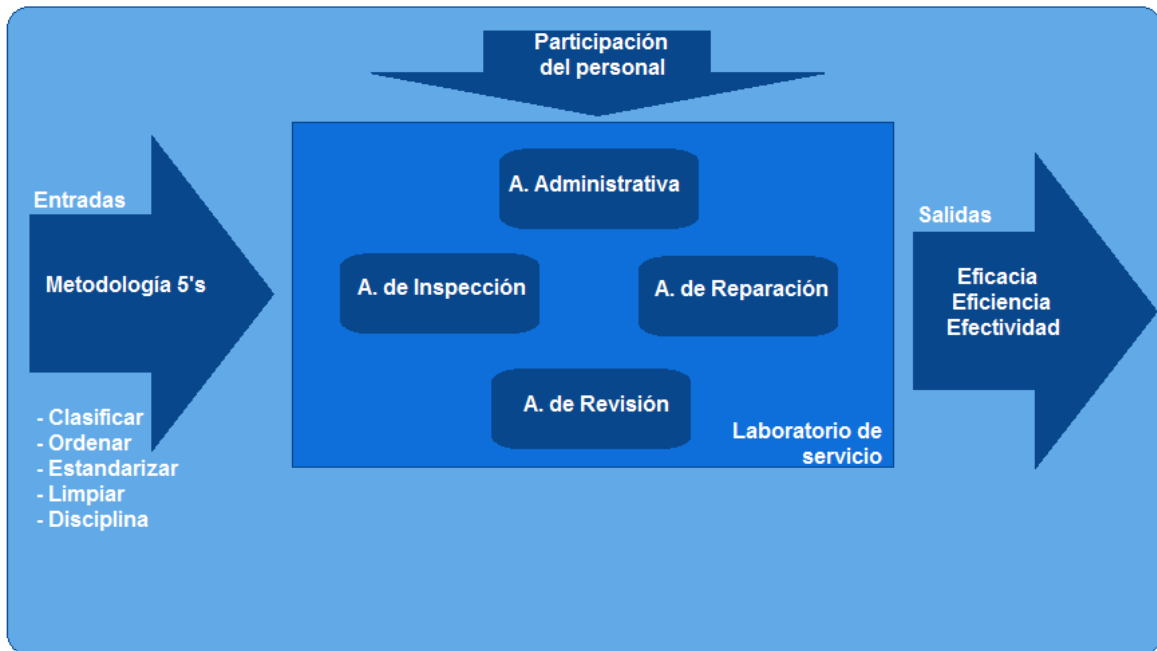 Participación
del personal
Entradas
Metodología 5's
- Clasificar
- Ordenar
- Estandarizar
- Limpiar
- Disciplina
A. Administrativa
A. de Inspección
A. de Reparación
A. de Revisión
Laboratorio de
servicio
Salidas
Eficacia
Eficiencia
Efectividad